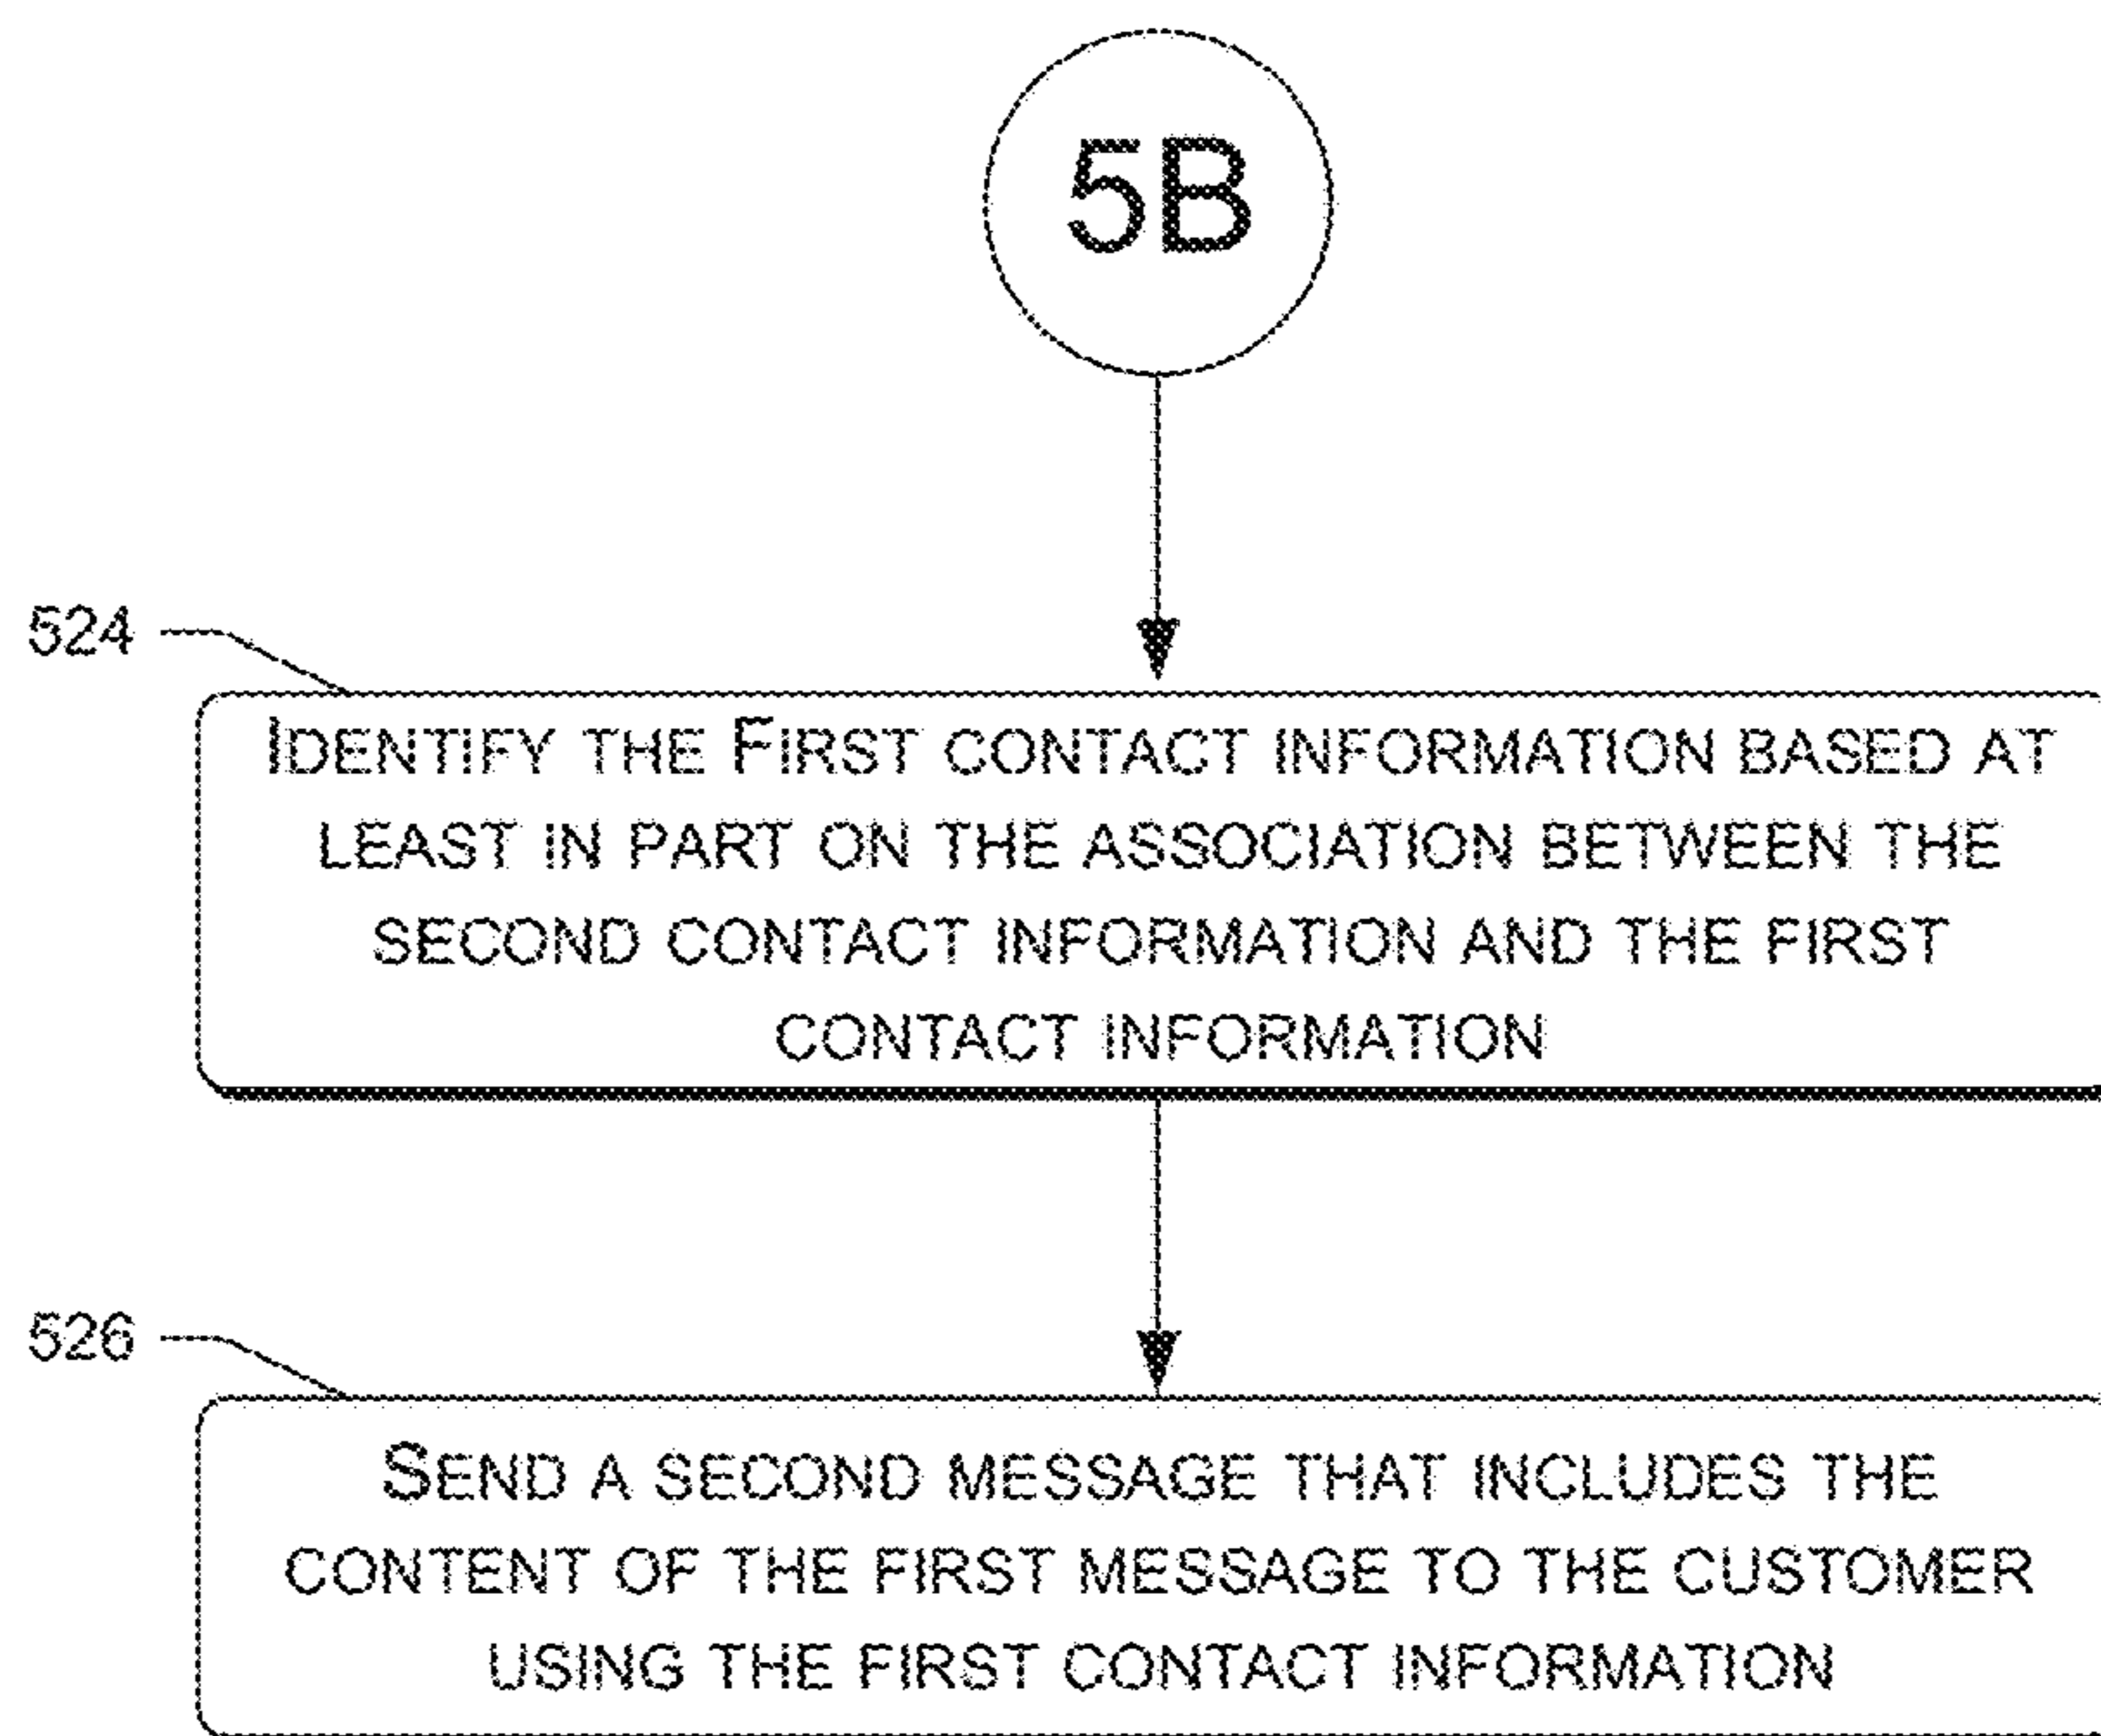 5B
524
IDENTIFY THE FIRST CONTACT INFORMATION BASED AT
LEAST IN PART ON THE ASSOCIATION BETWEEN THE
SECOND CONTACT INFORMATION AND THE FIRST
CONTACT INFORMATION
526
SEND A SECOND MESSAGE THAT INCLUDES THE
CONTENT OF THE FIRST MESSAGE TO THE CUSTOMER
USING THE FIRST CONTACT INFORMATION